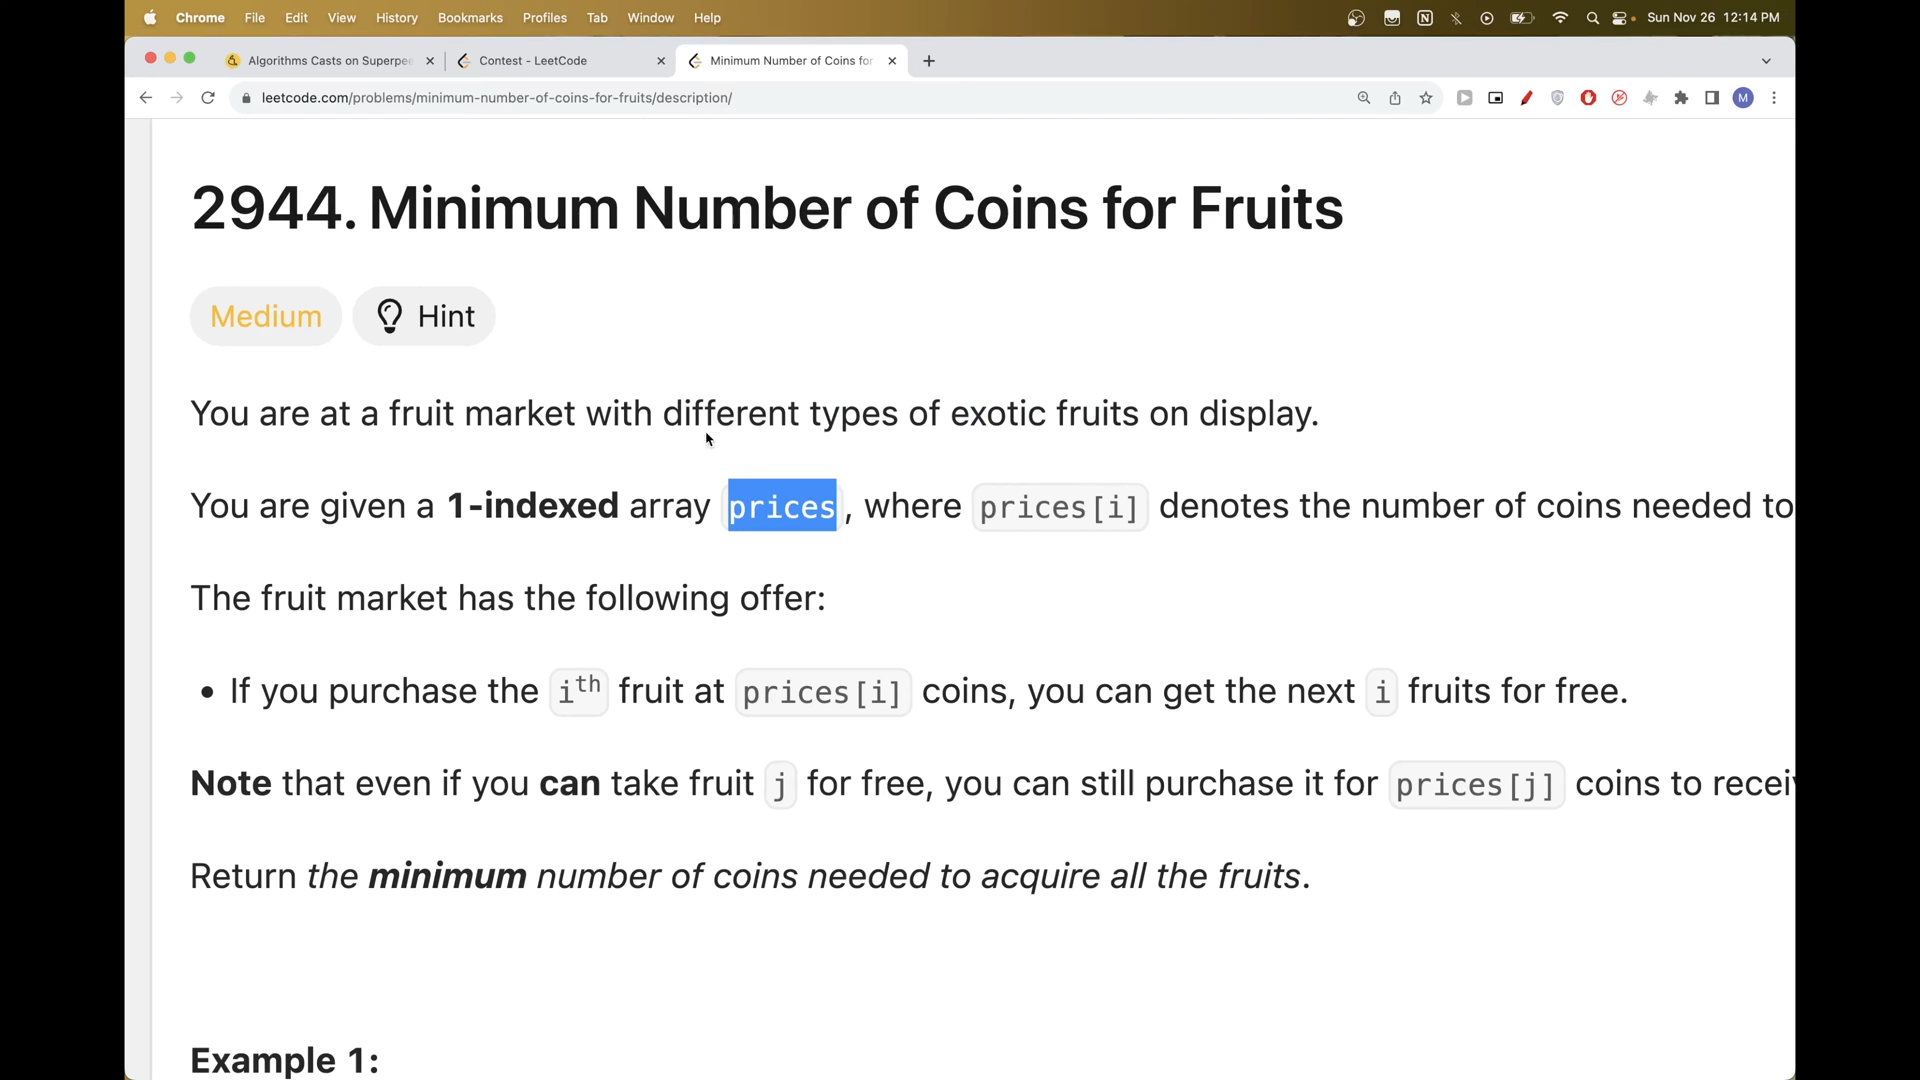 Chrome File Edit View History Bookmarks Profiles Tab Window Help Sun Nov 26 12:14 PM
Algorithms Casts on Superpee Contest - LeetCode Minimum Number of Coins for
leetcode.com/problems/minimum-number-of-coins-for-fruits/description/ M
2944. Minimum Number of Coins for Fruits
Medium Hint
You are at a fruit market with different types of exotic fruits on display.
You are given a 1-indexed array prices, where prices[i] denotes the number of coins needed to
The fruit market has the following offer:
• If you purchase the iᵗʰ fruit at prices[i] coins, you can get the next i fruits for free.
Note that even if you can take fruit j for free, you can still purchase it for prices[j] coins to recei
Return the minimum number of coins needed to acquire all the fruits.
Example 1: